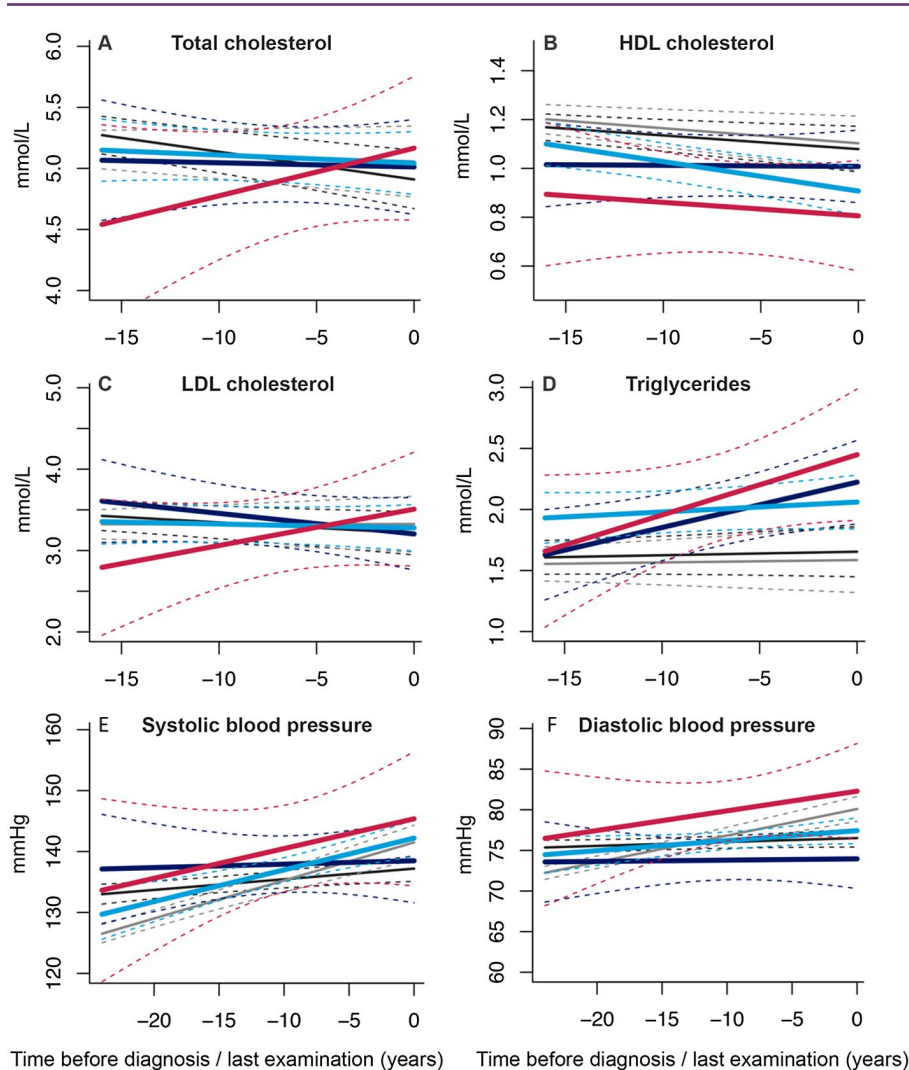 A Total cholesterol
mmol/L
6.0
5.5
5.0
4.5
4.0
−15 −10 −5 0
B HDL cholesterol
mmol/L
1.4
1.2
1.0
0.8
0.6
−15 −10 −5 0
C LDL cholesterol
mmol/L
5.0
4.0
3.0
2.0
−15 −10 −5 0
D Triglycerides
mmol/L
3.0
2.5
2.0
1.5
1.0
−15 −10 −5 0
E Systolic blood pressure
mmHg
160
150
140
130
120
−20 −15 −10 −5 0
Time before diagnosis / last examination (years)
F Diastolic blood pressure
mmHg
90
85
80
75
70
65
60
−20 −15 −10 −5 0
Time before diagnosis / last examination (years)